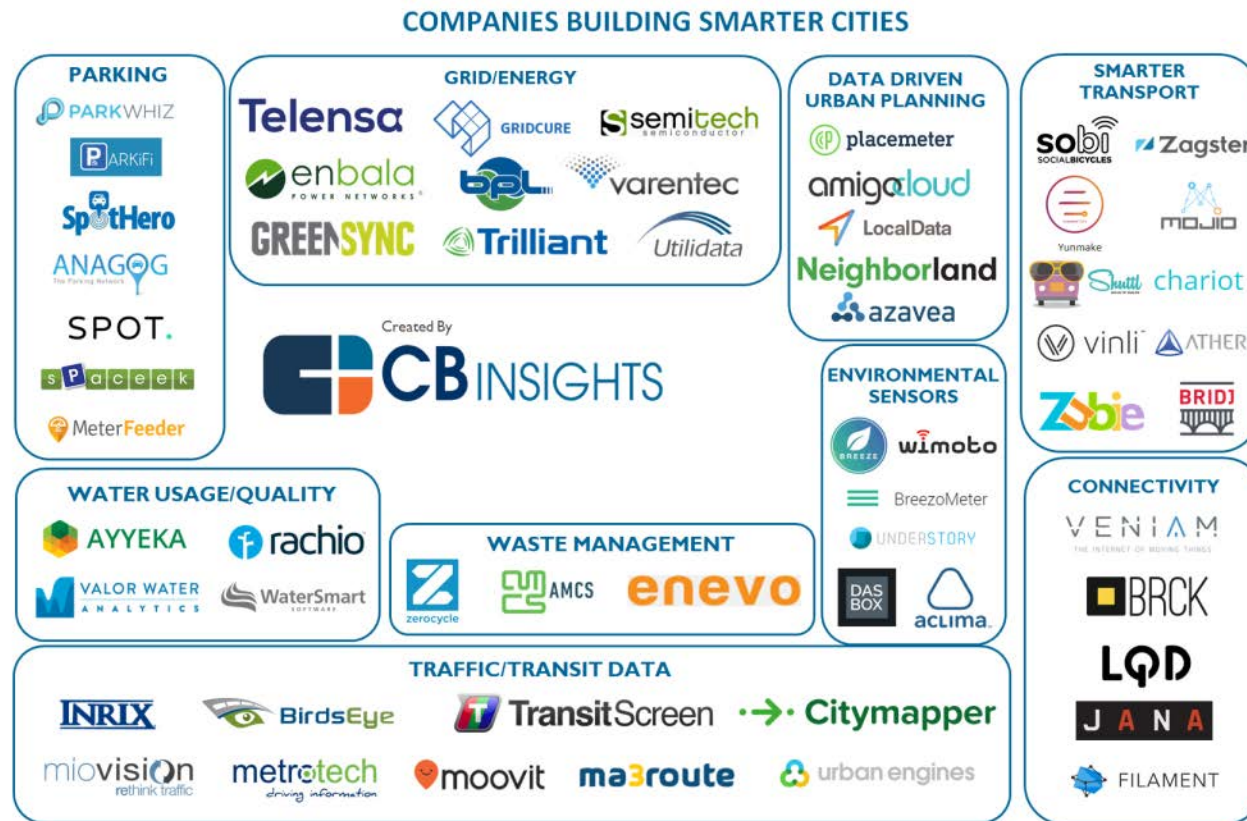 COMPANIES BUILDING SMARTER CITIES
PARKING
PARKWHIZ
PARKiFi
SpotHero
ANAGOG
The Parking Network
SPOT.
sPaceek
MeterFeeder
GRID/ENERGY
Telensa
GRIDCURE
semitech
semiconductor
enbala
POWER NETWORKS
bpl
varentec
GREENSYNC
Trilliant
Utilidata
DATA DRIVEN
URBAN PLANNING
placemeter
amigocloud
LocalData
Neighborland
azavea
SMARTER
TRANSPORT
sobi
SOCIALBICYCLES
Zagster
Yunmake
MOJIO
Shuttl
chariot
vinli
ATHER
Zubie
BRIDJ
Created By
CB INSIGHTS
ENVIRONMENTAL
SENSORS
BREEZE
wimoto
BreezoMeter
UNDERSTORY
DAS
BOX
aclima
CONNECTIVITY
VENIAM
THE INTERNET OF MOVING THINGS
BRCK
LQD
JANA
FILAMENT
WATER USAGE/QUALITY
AYYEKA
rachio
VALOR WATER
ANALYTICS
WaterSmart
SOFTWARE
WASTE MANAGEMENT
zerocycle
AMCS
enevo
TRAFFIC/TRANSIT DATA
INRIX
BirdsEye
TransitScreen
Citymapper
miovision
rethink traffic
metrotech
driving information
moovit
ma3route
urban engines